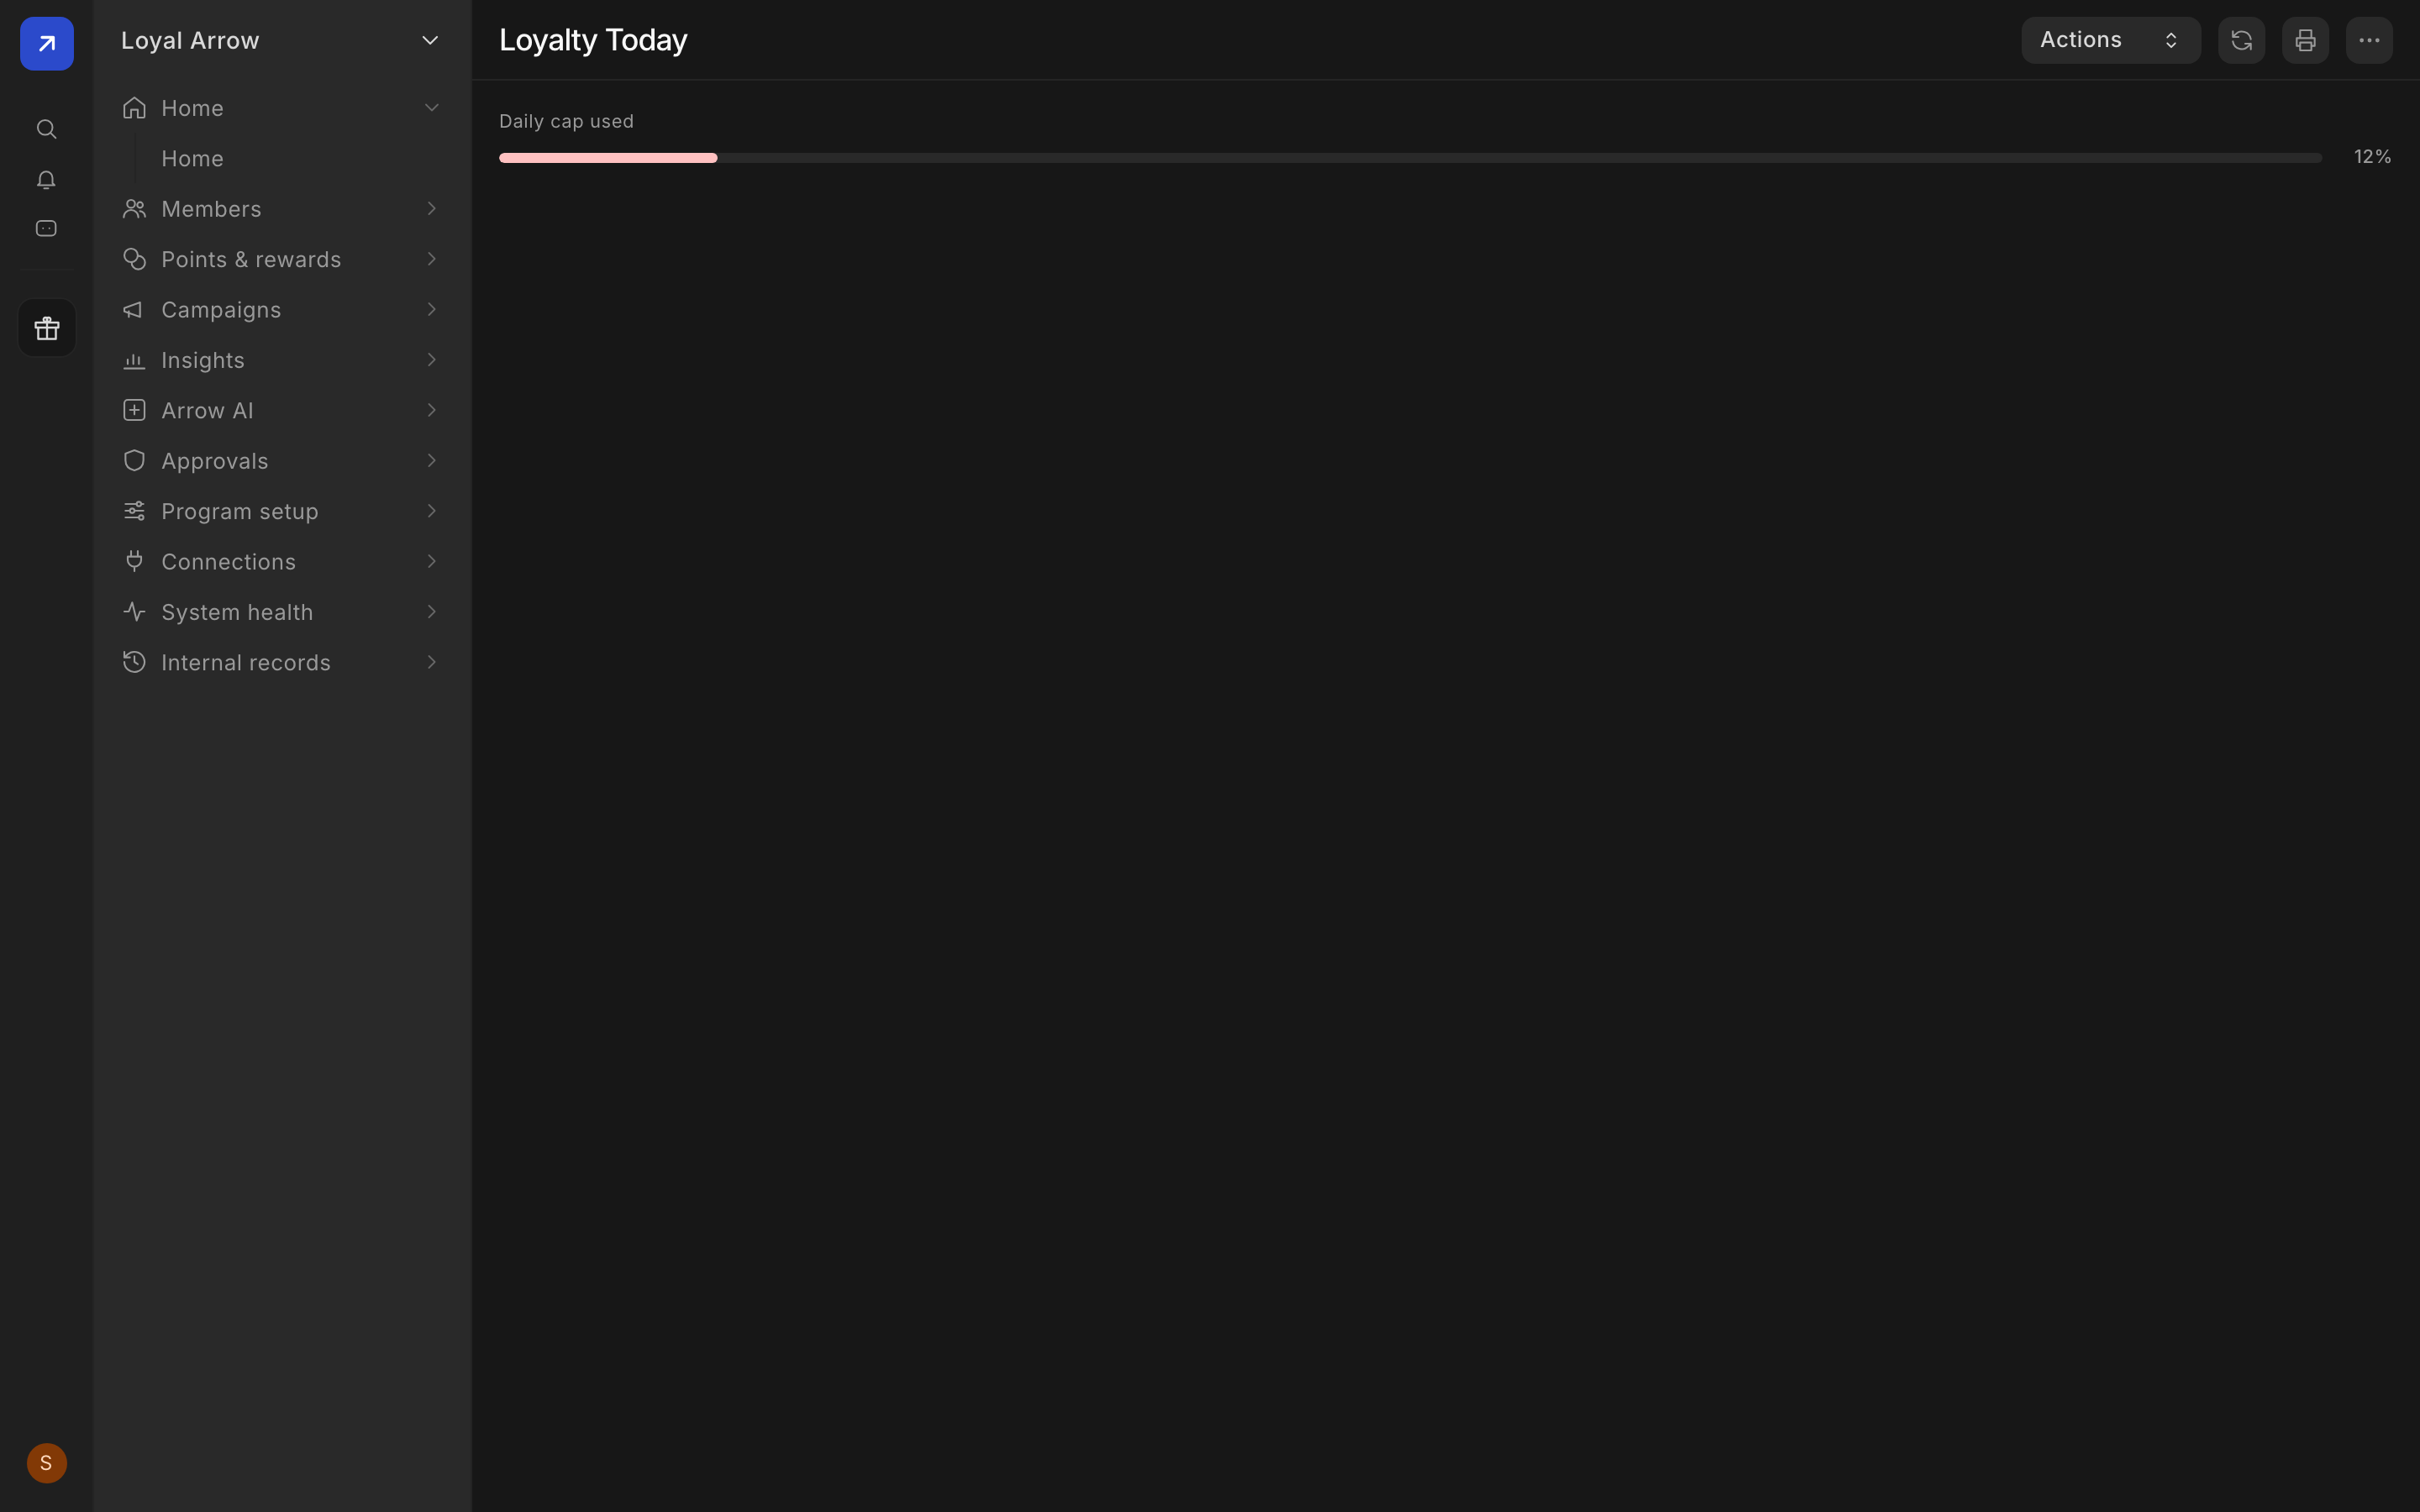 Loyal Arrow
Home
Home
Members
Points & rewards
Campaigns
Insights
Arrow AI
Approvals
Program setup
Connections
System health
Internal records
S
Loyalty Today
Actions
Daily cap used
12%